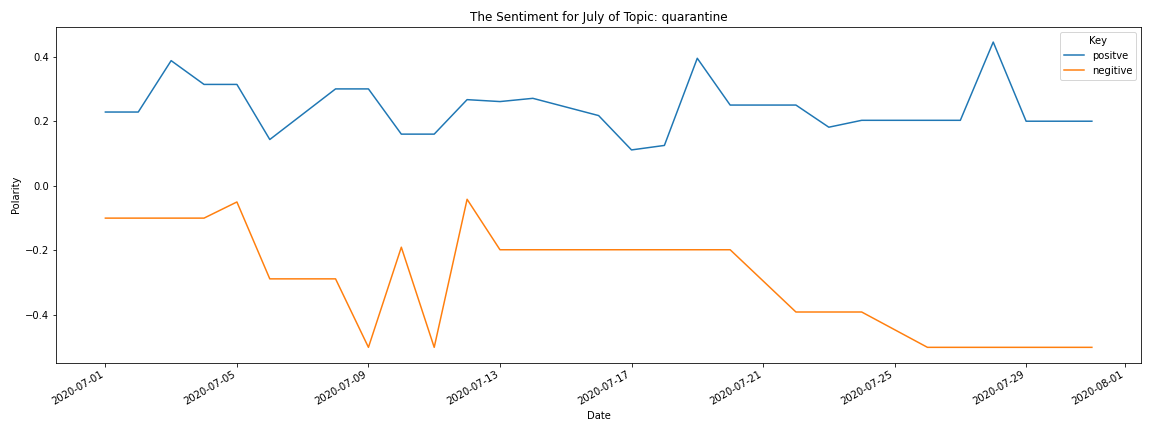 The Sentiment for July of Topic: quarantine
Key
positve
negitive
0.4
0.2
0.0
−0.2
−0.4
Polarity
2020-07-01
2020-07-05
2020-07-09
2020-07-13
2020-07-17
2020-07-21
2020-07-25
2020-07-29
2020-08-01
Date